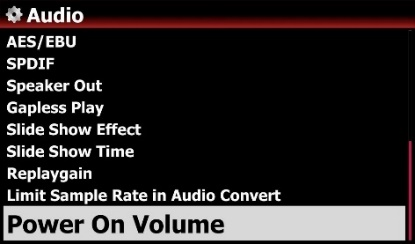 Audio
AES/EBU
SPDIF
Speaker Out
Gapless Play
Slide Show Effect
Slide Show Time
Replaygain
Limit Sample Rate in Audio Convert
Power On Volume